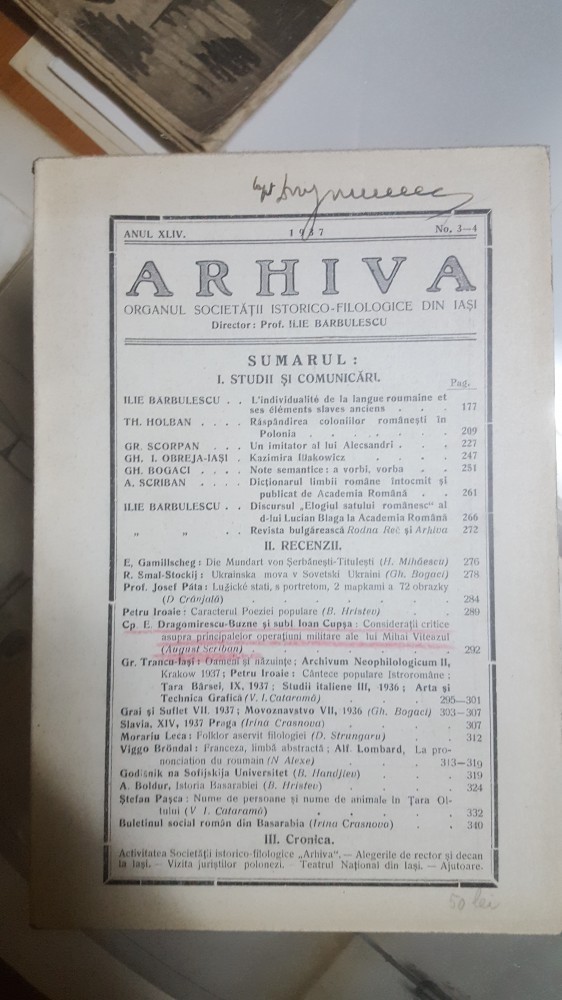 ANUL XLIV. 1937 No. 3—4
ARHIVA
ORGANUL SOCIETĂȚII ISTORICO-FILOLOGICE DIN IAȘI
Director: Prof. ILIE BĂRBULESCU
SUMARUL:
I. STUDII ȘI COMUNICĂRI.
Pag.
ILIE BĂRBULESCU . . L'individualité de la langue roumaine et
ses éléments slaves anciens . . . 177
TH. HOLBAN . . . . Răspândirea coloniilor românești în
Polonia . . . . . . . 209
GR. SCORPAN . . . Un imitator al lui Alecsandri . . . 227
GH. I. OBREJA-IAȘI . Kazimira Iłłakowicz . . . . 247
GH. BOGACI . . . . Note semantice: a vorbi, vorba . . 251
A. SCRIBAN . . . . Dicționarul limbii române întocmit și
publicat de Academia Română . . 261
ILIE BĂRBULESCU . . Discursul „Elogiul satului românesc" al
d-lui Lucian Blaga la Academia Română 266
„ „ . Revista bulgărească Rodna Reč și Arhiva 272
II. RECENZII.
E. Gamillscheg: Die Mundart von Șerbănești-Titulești (H. Mihăescu) 276
R. Smal-Stockij: Ukrainska mova v Sovetski Ukraini (Gh. Bogaci) 278
Prof. Josef Páta: Lužické stati, s portretom, 2 mapkami a 72 obrazky
(D Crânjală) . . . . . . . 284
Petru Iroaie: Caracterul Poeziei populare (B. Hristev) . . 289
Cp. E. Dragomirescu-Buzne și subl. Ioan Cupșa: Considerații critice
asupra principalelor operațiuni militare ale lui Mihai Viteazul
(August Scriban) . . . . . . . 292
Gr. Trancu-Iași: Oameni și năzuințe; Archivum Neophilologicum II,
Krakow 1937; Petru Iroaie: Cântece populare Istroromâne;
Țara Bârsei, IX, 1937; Studii italiene III, 1936; Arta și
Technica Grafică (V. I. Cataramă) . . . 295—301
Grai și Suflet VII. 1937; Movoznavstvo VII, 1936 (Gh. Bogaci) 303—307
Slavia, XIV, 1937 Praga (Irina Crasnova) . . . 307
Morariu Leca: Folklor aservit filologiei (D. Strungaru) . . 312
Viggo Bröndal: Franceza, limbă abstractă; Alf. Lombard, La pro-
nonciation du roumain (N Alexe) . . . 313—319
Godišnik na Sofijskija Universitet (B. Handjiev) . . 319
A. Boldur, Istoria Basarabiei (B. Hristev) . . . 324
Ștefan Pașca: Nume de persoane și nume de animale în Țara Ol-
tului (V I. Cataramă) . . . . . 332
Buletinul social român din Basarabia (Irina Crasnova) . . 340
III. Cronica.
Activitatea Societății istorico-filologice „Arhiva". — Alegerile de rector și decan
la Iași. — Vizita juriștilor polonezi. — Teatrul Național din Iași. — Ajutoare.
50 lei